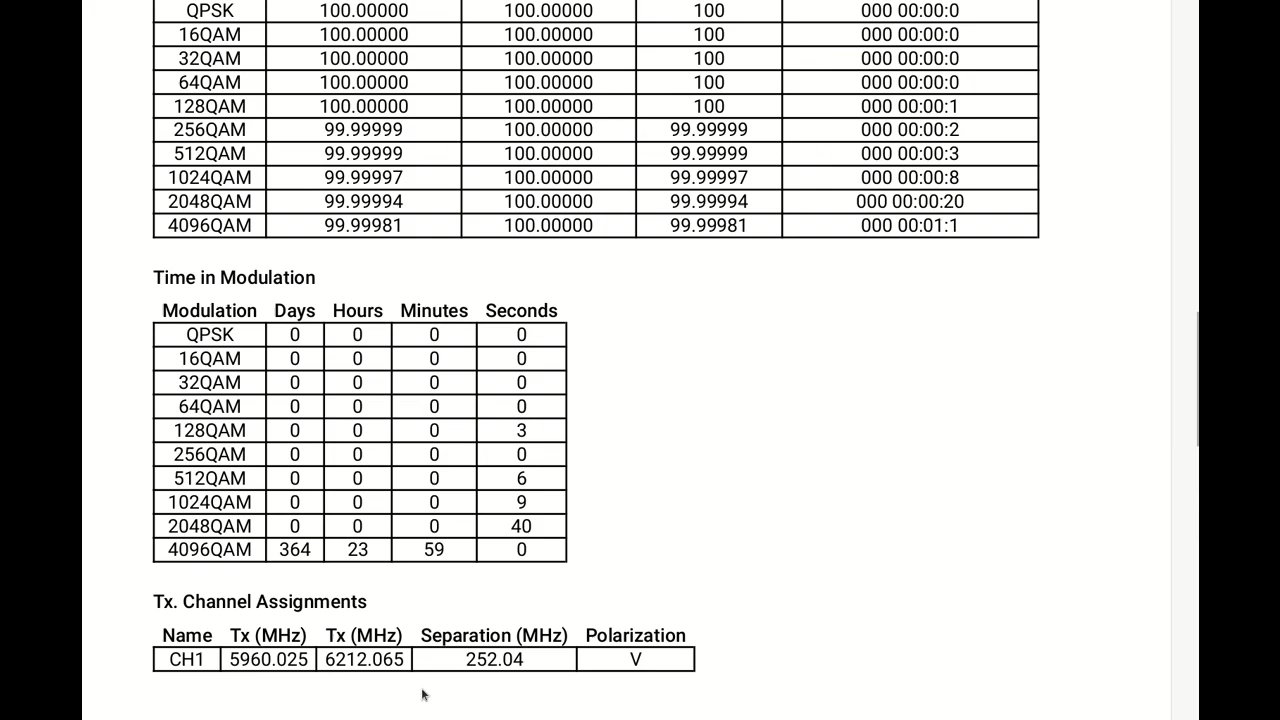 QPSK 100.00000 100.00000 100 000 00:00:0
16QAM 100.00000 100.00000 100 000 00:00:0
32QAM 100.00000 100.00000 100 000 00:00:0
64QAM 100.00000 100.00000 100 000 00:00:0
128QAM 100.00000 100.00000 100 000 00:00:1
256QAM 99.99999 100.00000 99.99999 000 00:00:2
512QAM 99.99999 100.00000 99.99999 000 00:00:3
1024QAM 99.99997 100.00000 99.99997 000 00:00:8
2048QAM 99.99994 100.00000 99.99994 000 00:00:20
4096QAM 99.99981 100.00000 99.99981 000 00:01:1
Time in Modulation
Modulation Days Hours Minutes Seconds
QPSK 0 0 0 0
16QAM 0 0 0 0
32QAM 0 0 0 0
64QAM 0 0 0 0
128QAM 0 0 0 3
256QAM 0 0 0 0
512QAM 0 0 0 6
1024QAM 0 0 0 9
2048QAM 0 0 0 40
4096QAM 364 23 59 0
Tx. Channel Assignments
Name Tx (MHz) Tx (MHz) Separation (MHz) Polarization
CH1 5960.025 6212.065 252.04 V